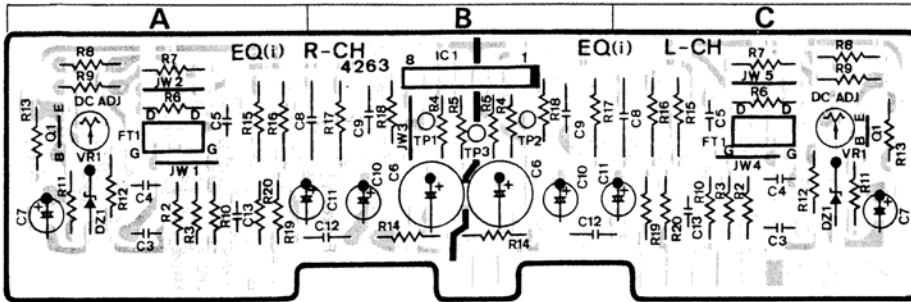 A B C
EQ(i) R-CH
4263
IC1
8 1
EQ(i) L-CH
R8
R9
DC ADJ
R7
JW2
R6
D D
FT1
G G
JW1
R13
Q1
E
B
VR1
C5
R15
R16
C8
R17
C9
R18
JW3
R4
TP1
R5
TP3
R5
R4
TP2
R18
C9
R17
C8
R16
R15
C5
R7
JW5
R6
D D
FT1
G G
JW4
R8
R9
DC ADJ
E
B
Q1
VR1
R13
C7
R11
DZ1
R12
C4
C3
R2
R3
R10
C13
R20
R19
C11
C12
C10
C6
R14
C6
R14
C10
C12
C11
R19
R20
C13
R10
R3
R2
C4
C3
R12
DZ1
R11
C7